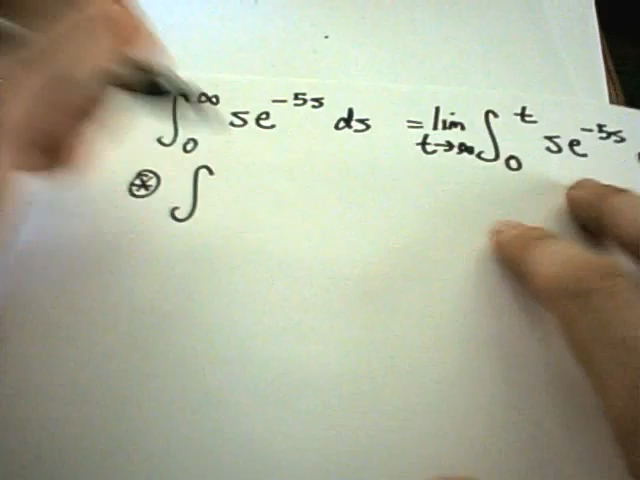 ∫₀^∞ se^{-5s} ds = lim_{t→∞} ∫₀^t se^{-5s}
⊛ ∫